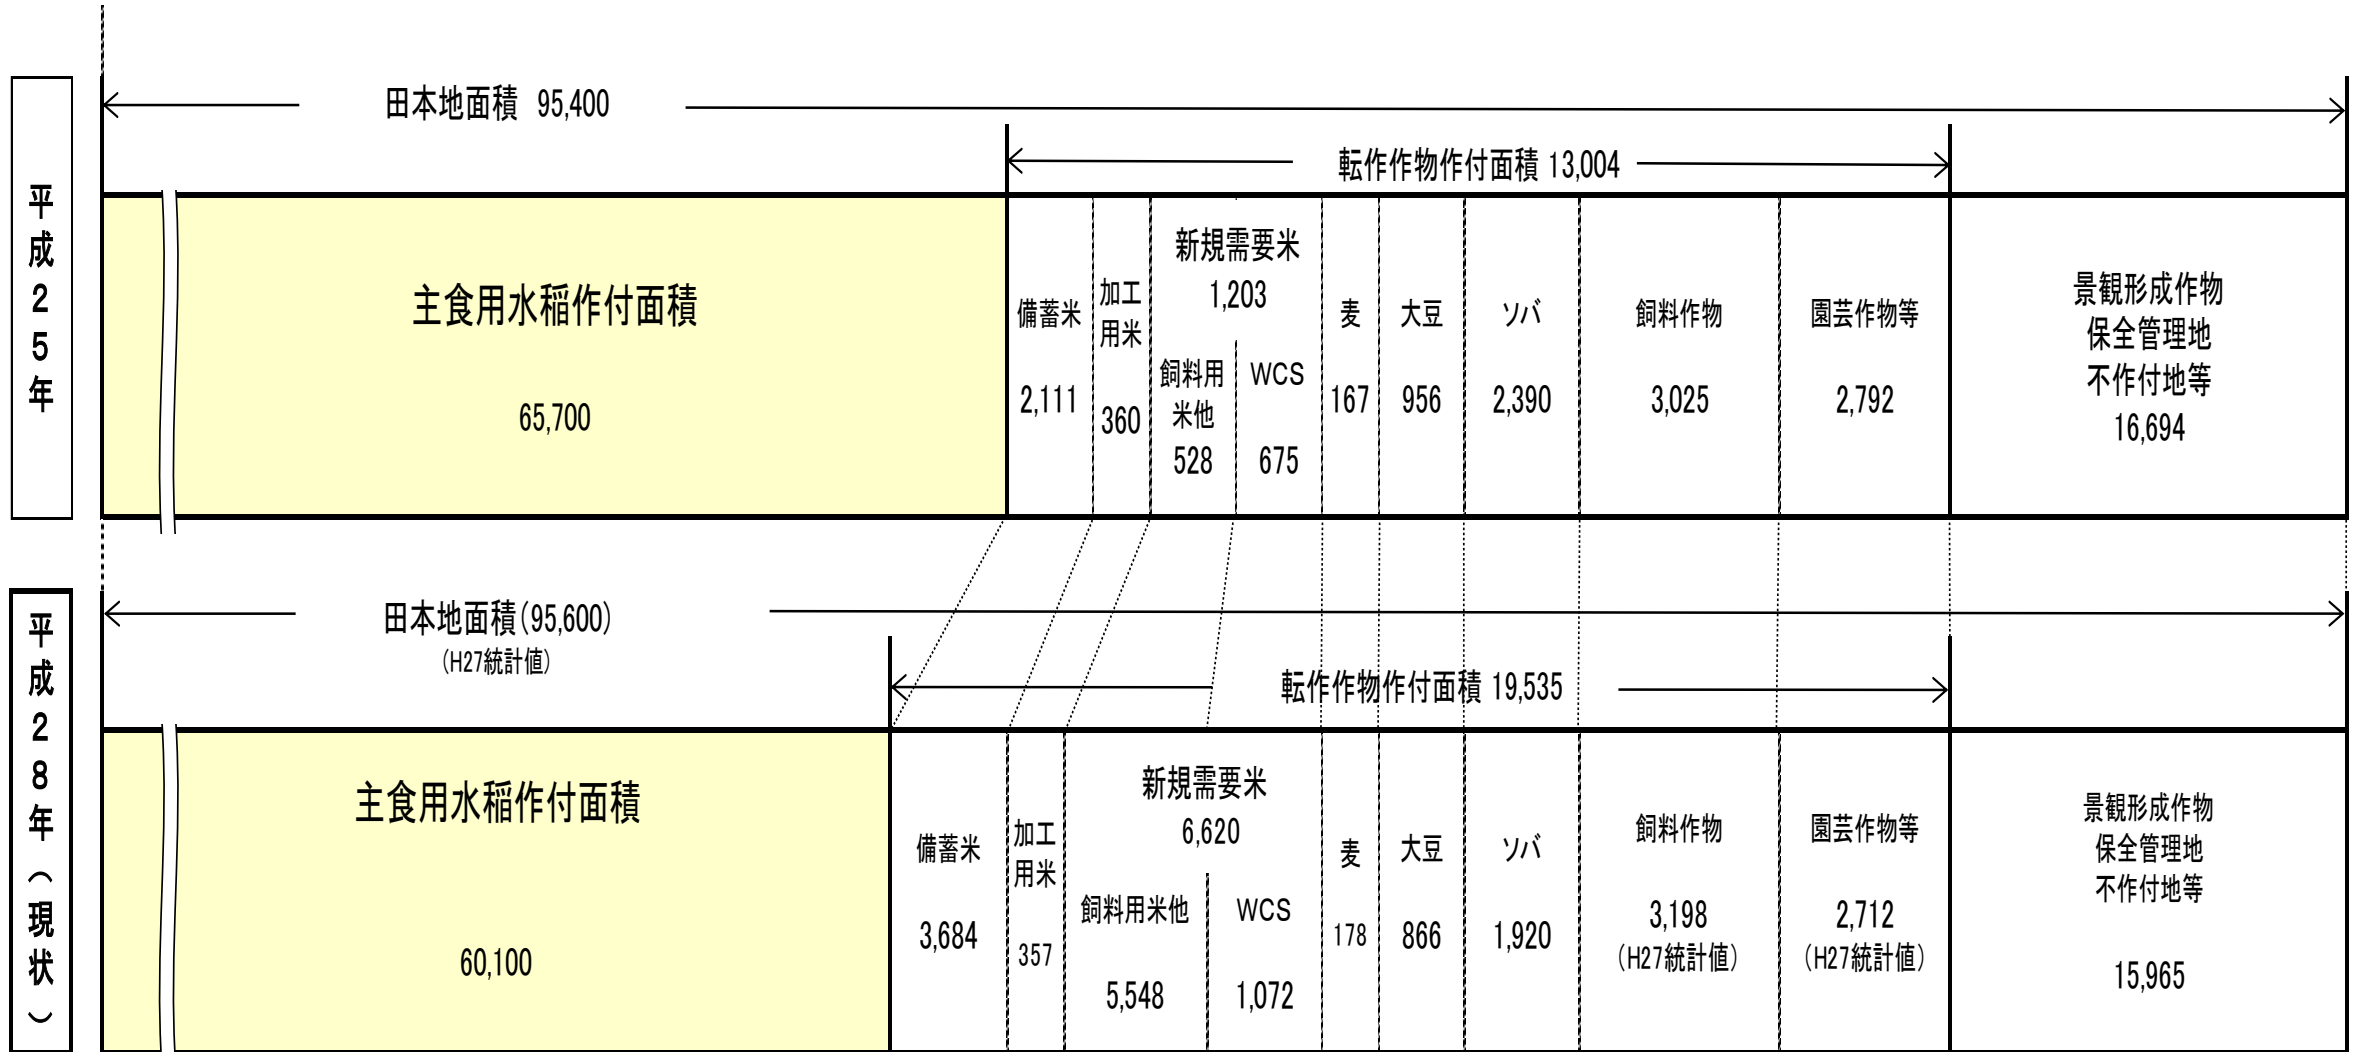 平成25年
田本地面積 95,400
転作作物作付面積 13,004
主食用水稲作付面積
65,700
備蓄米
2,111
加工
用米
360
新規需要米
1,203
飼料用
米他
528
WCS
675
麦
167
大豆
956
ソバ
2,390
飼料作物
3,025
園芸作物等
2,792
景観形成作物
保全管理地
不作付地等
16,694
平成28年(現状)
田本地面積(95,600)
(H27統計値)
転作作物作付面積 19,535
主食用水稲作付面積
60,100
備蓄米
3,684
加工
用米
357
新規需要米
6,620
飼料用米他
5,548
WCS
1,072
麦
178
大豆
866
ソバ
1,920
飼料作物
3,198
(H27統計値)
園芸作物等
2,712
(H27統計値)
景観形成作物
保全管理地
不作付地等
15,965